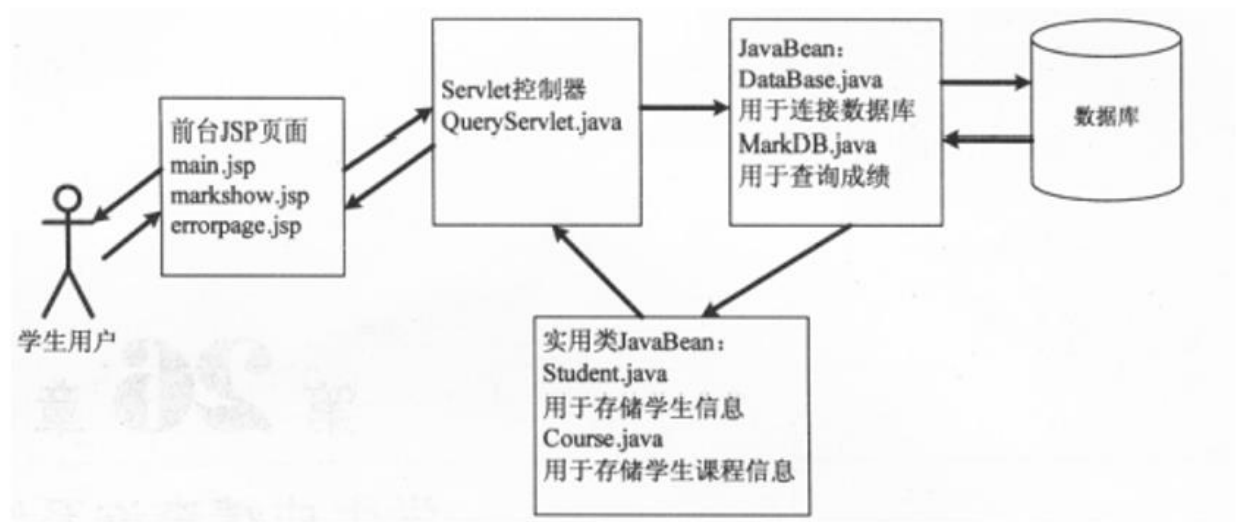 前台JSP页面
main.jsp
markshow.jsp
errorpage.jsp
学生用户
Servlet控制器
QueryServlet.java
JavaBean:
DataBase.java
用于连接数据库
MarkDB.java
用于查询成绩
数据库
实用类JavaBean:
Student.java
用于存储学生信息
Course.java
用于存储学生课程信息
第 20 章